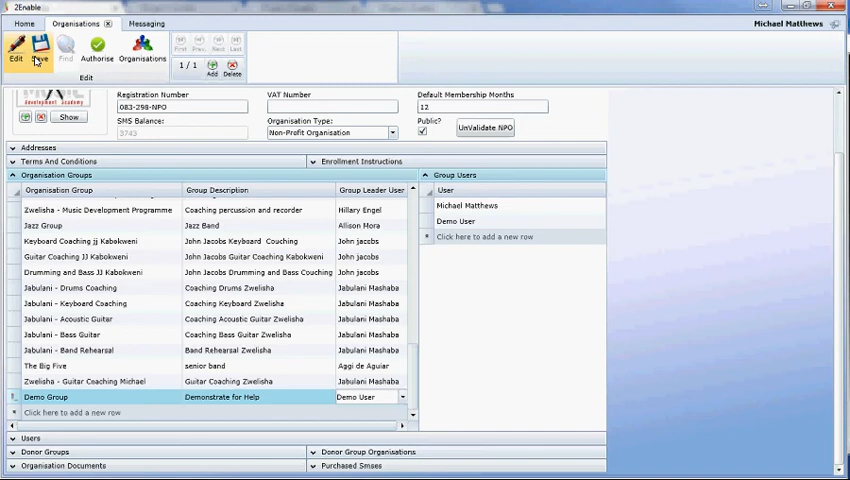 2Enable
Home Organisations Messaging Michael Matthews
Edit Save Find Authorise Organisations First Prev. Next Last
1 / 1 Add Delete
Edit
Development Academy
Registration Number VAT Number Default Membership Months
083-298-NPO 12
SMS Balance: Organisation Type: Public?
3743 Non-Profit Organisation UnValidate NPO
Show
Addresses
Terms And Conditions Enrollment Instructions
Organisation Groups Group Users
Organisation Group Group Description Group Leader User User
Zwelisha - Music Development Programme Coaching percussion and recorder Hillary Engel Michael Matthews
Jazz Group Jazz Band Allison Mora Demo User
Keyboard Coaching jj Kabokweni John Jacobs Keyboard Couching John jacobs Click here to add a new row
Guitar Coaching JJ Kabokweni John Jacobs Guitar Coaching Kabokweni John jacobs
Drumming and Bass JJ Kabokweni John Jacobs Drumming and Bass Couching John jacobs
Jabulani - Drums Coaching Coaching Drums Zwelisha Jabulani Mashaba
Jabulani - Keyboard Coaching Coaching Keyboard Zwelisha Jabulani Mashaba
Jabulani - Acoustic Guitar Coaching Acoustic Guitar Zwelisha Jabulani Mashaba
Jabulani - Bass Guitar Coaching Bass Guitar Zwelisha Jabulani Mashaba
Jabulani - Band Rehearsal Band Rehearsal Zwelisha Jabulani Mashaba
The Big Five senior band Aggi de Aguiar
Zwelisha - Guitar Coaching Michael Guitar Coaching Zwelisha Jabulani Mashaba
Demo Group Demonstrate for Help Demo User
Click here to add a new row
Users
Donor Groups Donor Group Organisations
Organisation Documents Purchased Smses